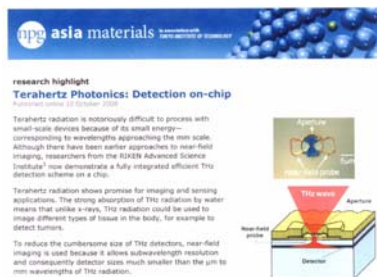 npg asia materials in association with
TOKYO INSTITUTE OF TECHNOLOGY
research highlight
Terahertz Photonics: Detection on-chip
Published online 10 October 2008
Terahertz radiation is notoriously difficult to process with
small-scale devices because of its small energy—
corresponding to wavelengths approaching the mm scale.
Although there have been earlier approaches to near-field
imaging, researchers from the RIKEN Advanced Science
Institute¹ now demonstrate a fully integrated efficient THz
detection scheme on a chip.
Terahertz radiation shows promise for imaging and sensing
applications. The strong absorption of THz radiation by water
means that unlike x-rays, THz radiation could be used to
image different types of tissue in the body, for example to
detect tumors.
To reduce the cumbersome size of THz detectors, near-field
imaging is used because it allows subwavelength resolution
and consequently detector sizes much smaller than the μm to
mm wavelengths of THz radiation.
Aperture
5μm
Near-field probe
THz wave
Aperture
Near-field
probe
Detector